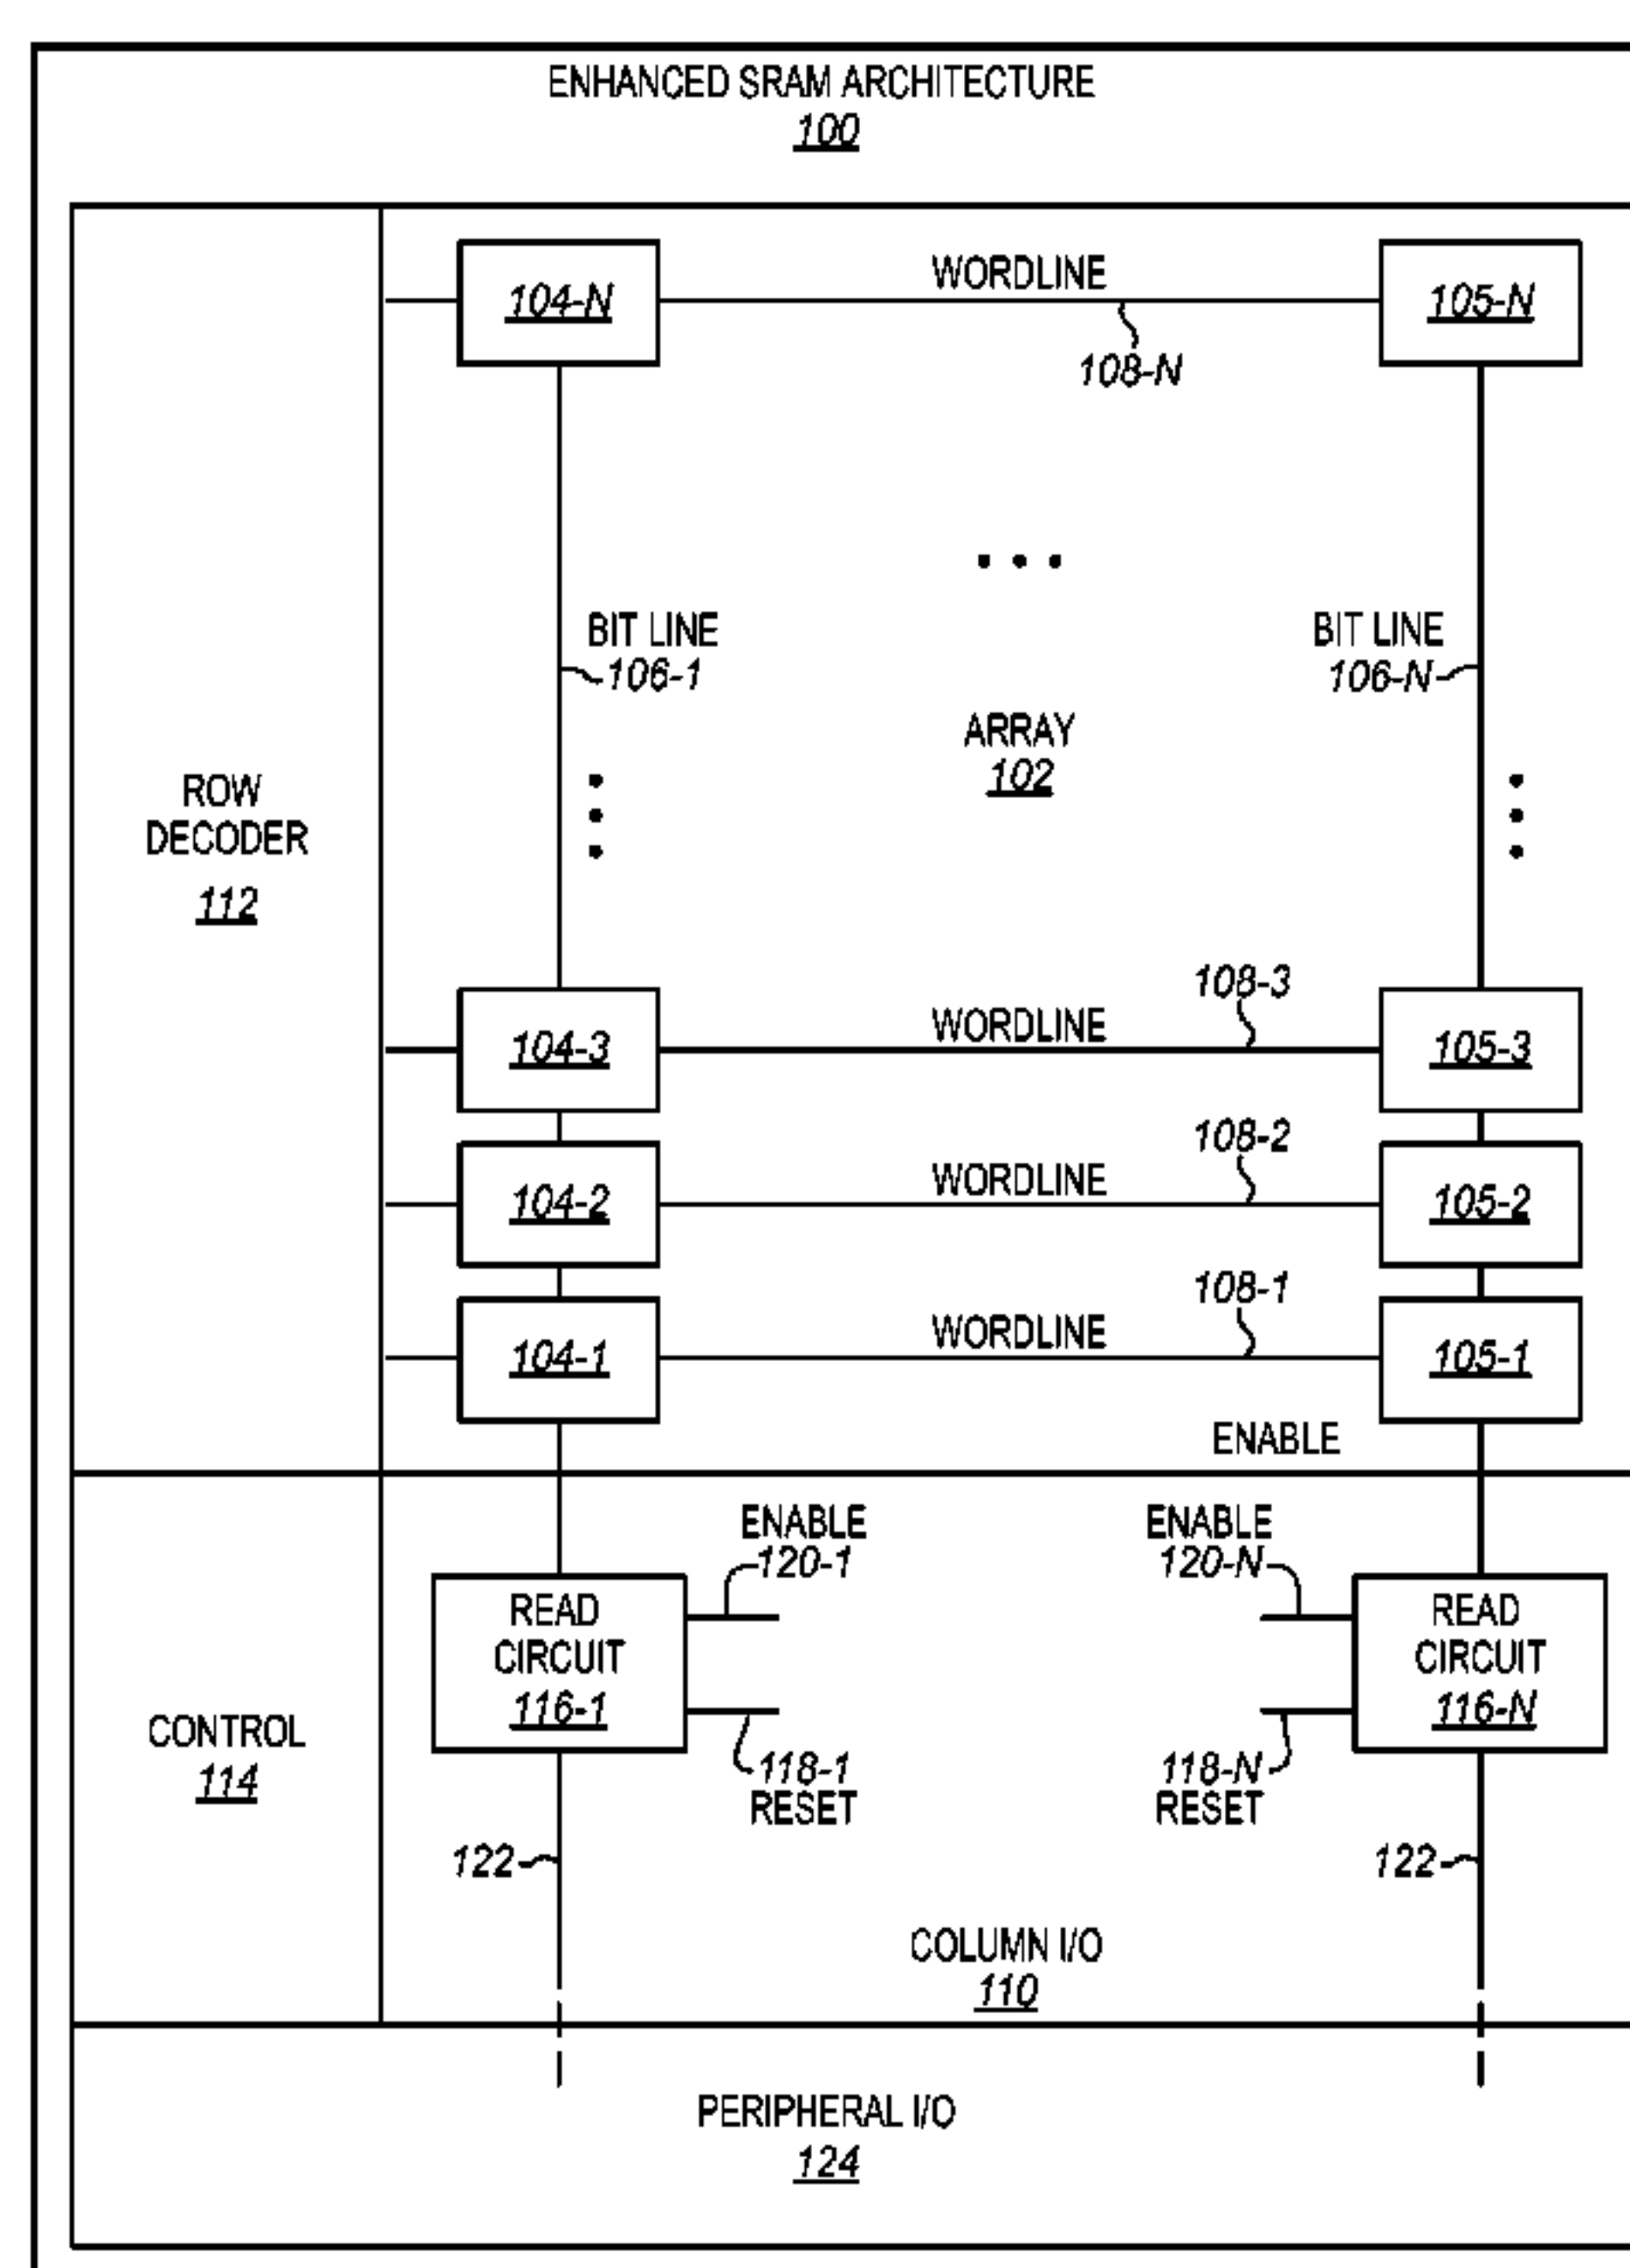 ENHANCED SRAM ARCHITECTURE
100
104-N
WORDLINE
105-N
108-N
BIT LINE
106-1
BIT LINE
106-N
ARRAY
102
ROW
DECODER
112
108-3
104-3
WORDLINE
105-3
108-2
104-2
WORDLINE
105-2
108-1
104-1
WORDLINE
105-1
ENABLE
ENABLE
120-1
ENABLE
120-N
READ
CIRCUIT
116-1
READ
CIRCUIT
116-N
CONTROL
114
118-1
RESET
118-N
RESET
122
122
COLUMN I/O
110
PERIPHERAL I/O
124